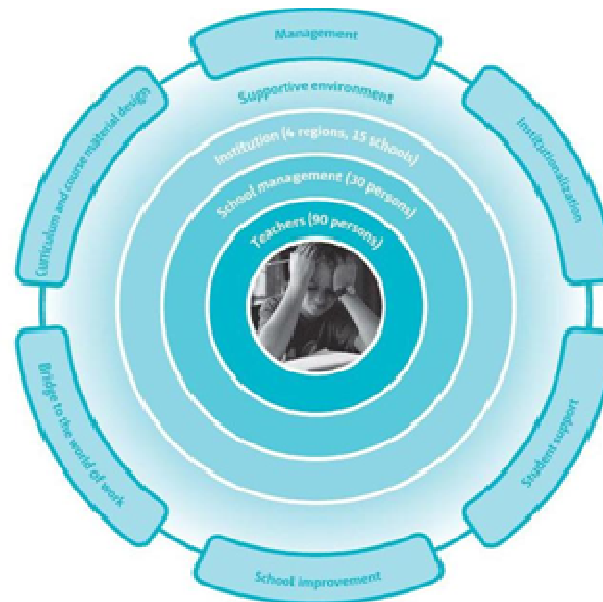 Management
Supportive environment
Institution (4 regions, 15 schools)
School management (30 persons)
Teachers (90 persons)
Institutionalization
Student support
School improvement
Bridge to the world of work
Curriculum and course material design